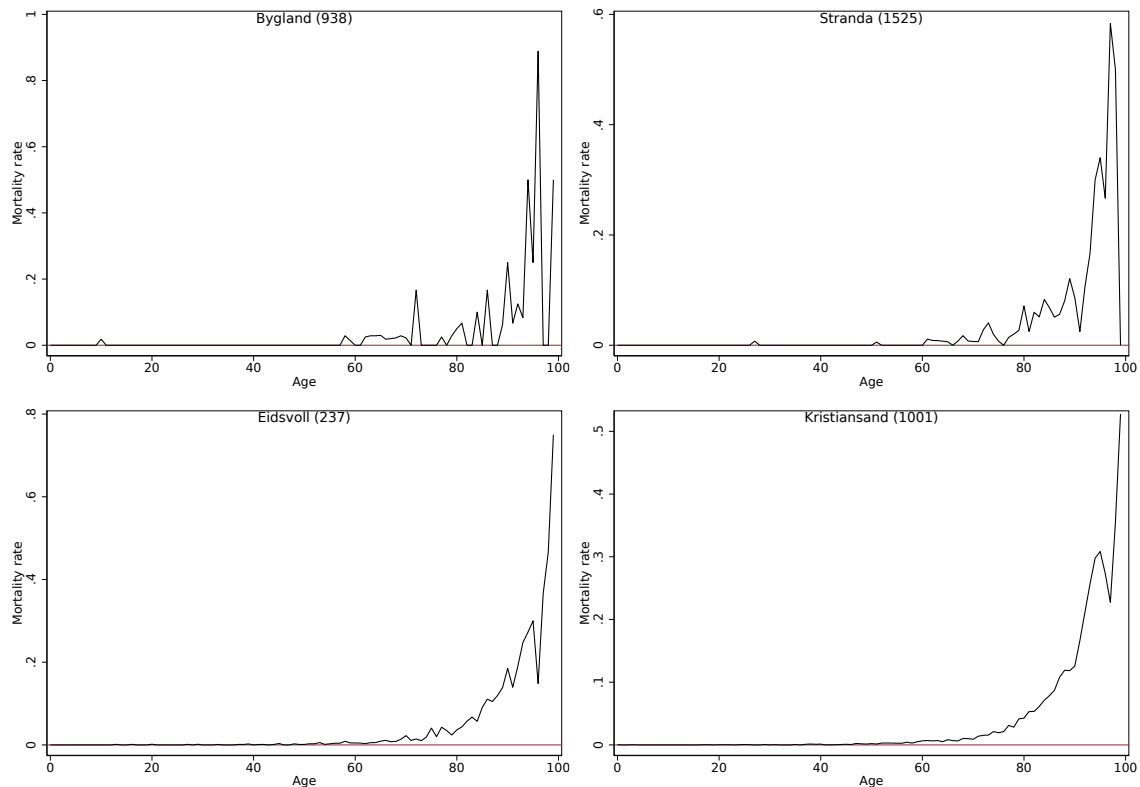 Bygland (938)
Mortality rate
0 .2 .4 .6 .8 1
0 20 40 60 80 100
Age
Stranda (1525)
Mortality rate
0 .2 .4 .6
0 20 40 60 80 100
Age
Eidsvoll (237)
Mortality rate
0 .2 .4 .6 .8
0 20 40 60 80 100
Age
Kristiansand (1001)
Mortality rate
0 .1 .2 .3 .4 .5
0 20 40 60 80 100
Age